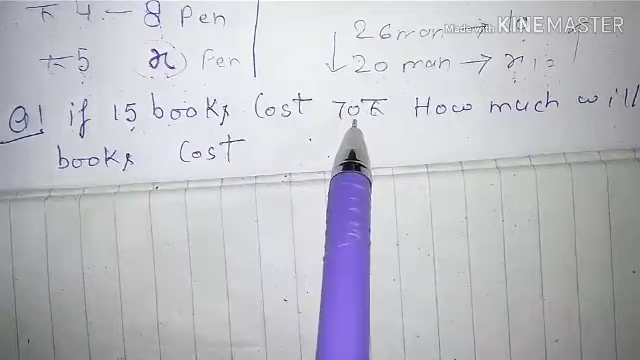 ₹ 4 - 8 Pen
₹ 5 x Pen
26 man →
20 man → x
Made with KINEMASTER
Q1 if 15 books cost 70₹ How much will
books cost